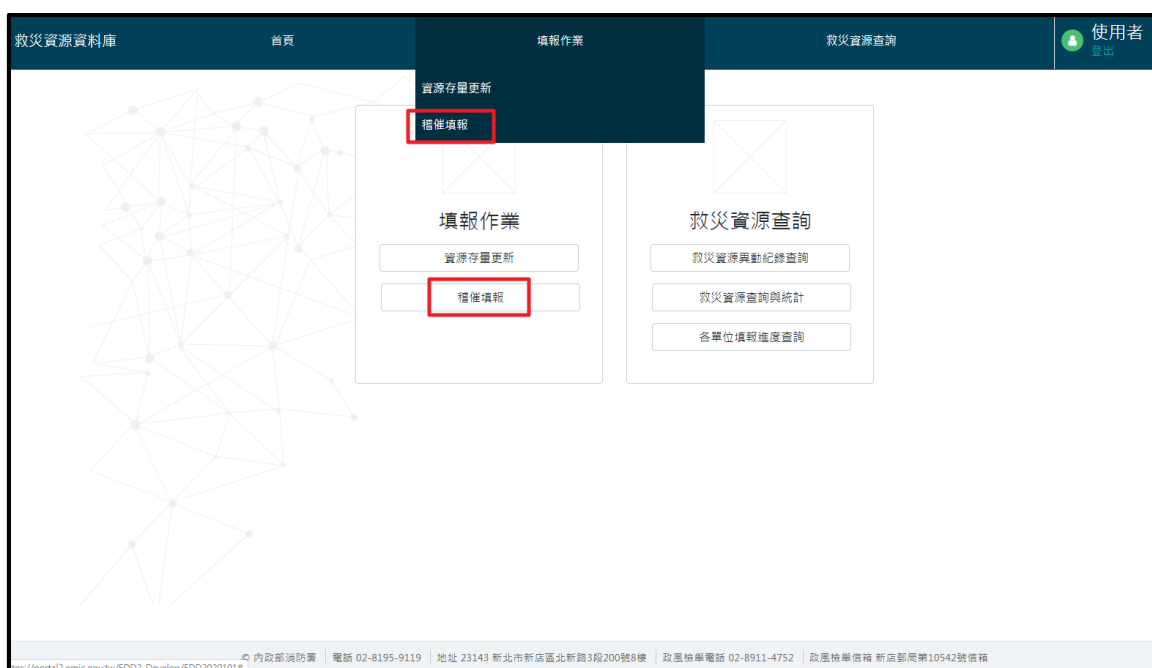 救災資源資料庫
首頁
填報作業
救災資源查詢
使用者
登出
資源存量更新
稽催填報
填報作業
資源存量更新
稽催填報
救災資源查詢
救災資源異動紀錄查詢
救災資源查詢與統計
各單位填報進度查詢
© 內政部消防署 電話 02-8195-9119 地址 23143 新北市新店區北新路3段200號8樓 政風檢舉電話 02-8911-4752 政風檢舉信箱 新店郵局第10542號信箱